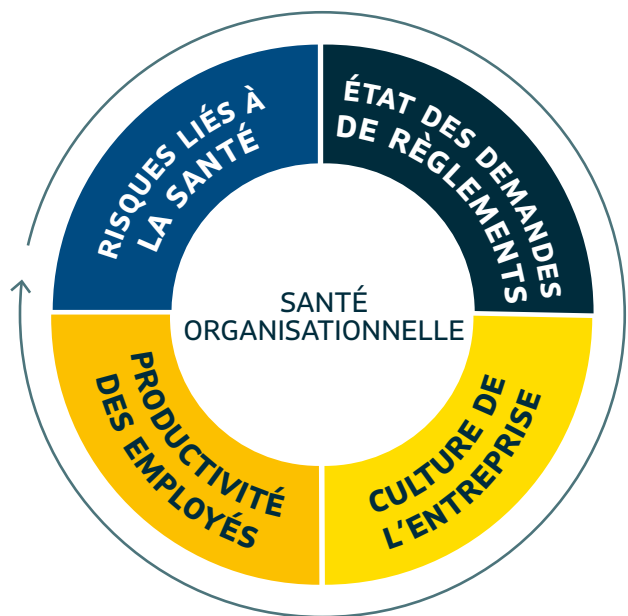 RISQUES LIÉS À
LA SANTÉ
ÉTAT DES DEMANDES
DE RÈGLEMENTS
SANTÉ
ORGANISATIONNELLE
PRODUCTIVITÉ
DES EMPLOYÉS
CULTURE DE
L'ENTREPRISE